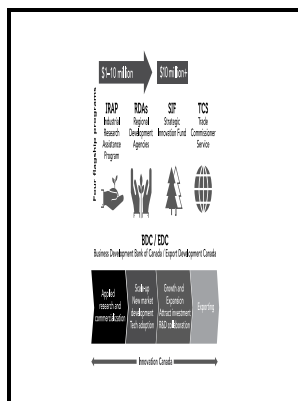 $1–10 million
$10 million+
Four flagship programs
IRAP
Industrial
Research
Assistance
Program
RDAs
Regional
Development
Agencies
SIF
Strategic
Innovation Fund
TCS
Trade
Commissioner
Service
BDC / EDC
Business Development Bank of Canada / Export Development Canada
Applied
research and
commercialization
Scale-up
New market
development
Tech adoption
Growth and
Expansion
Attract investment
R&D collaboration
Exporting
Innovation Canada